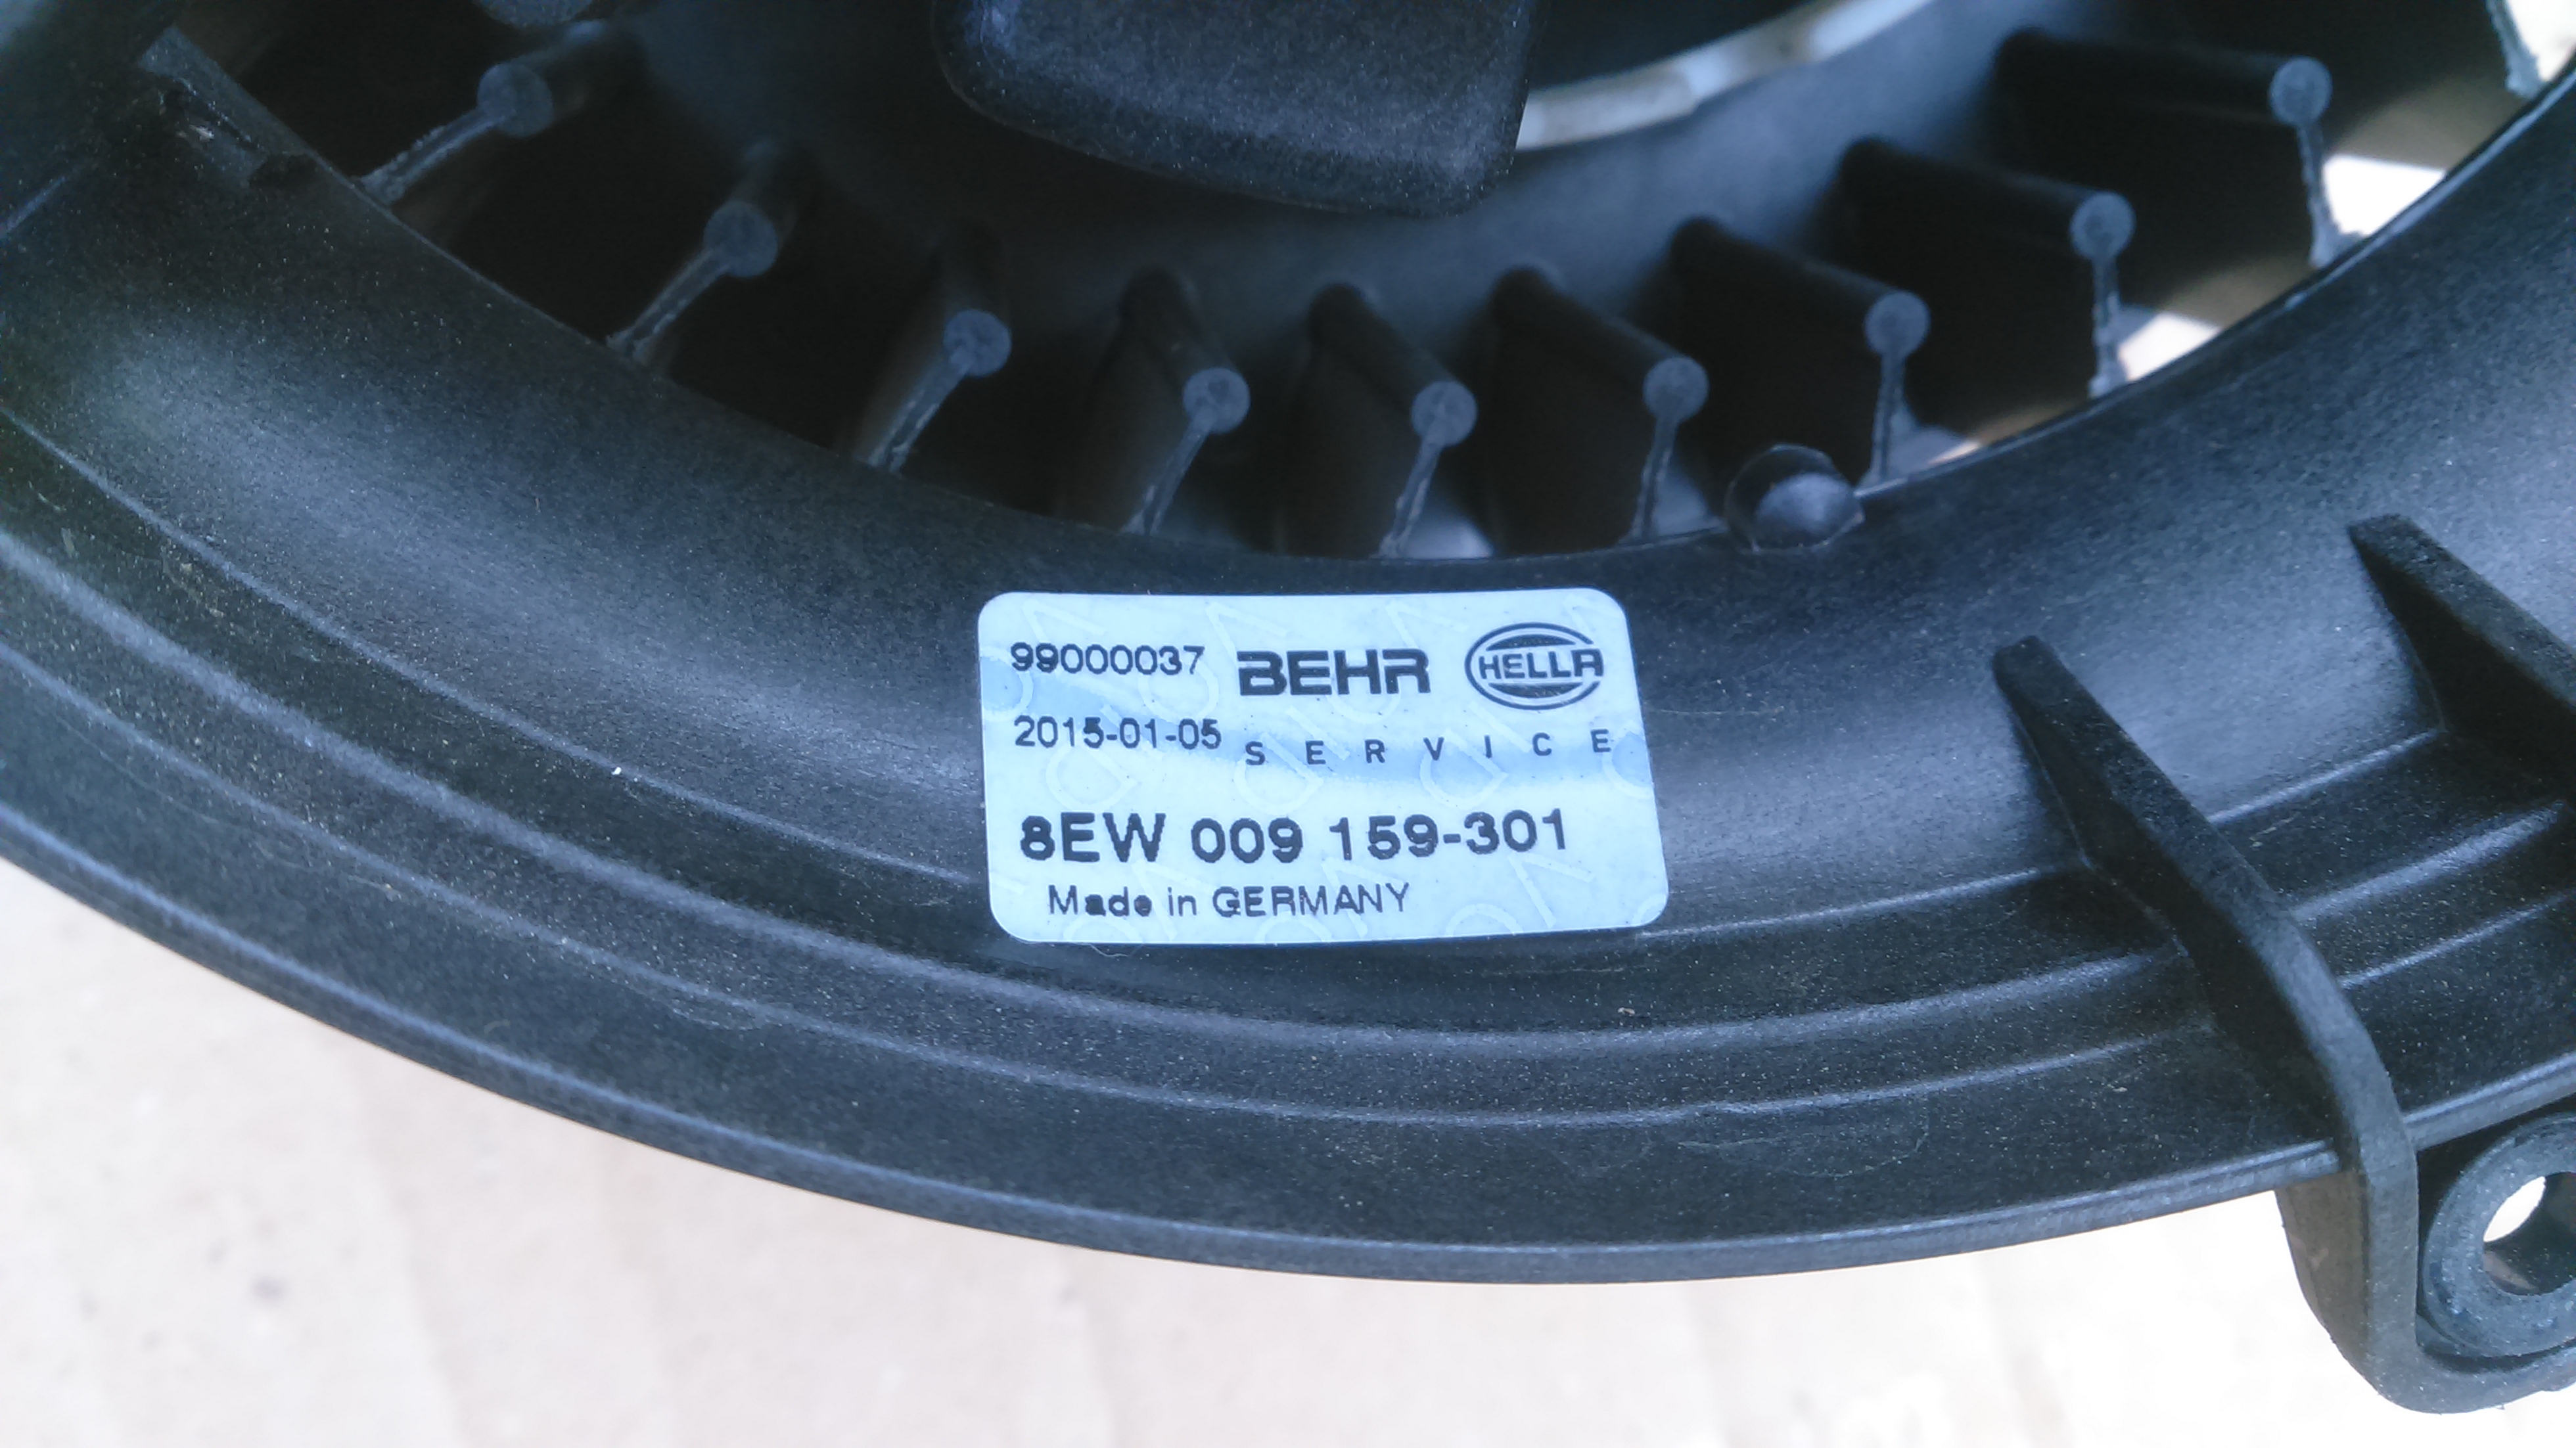 99000037 BEHR HELLA
2015-01-05 SERVICE
8EW 009 159-301
Made in GERMANY